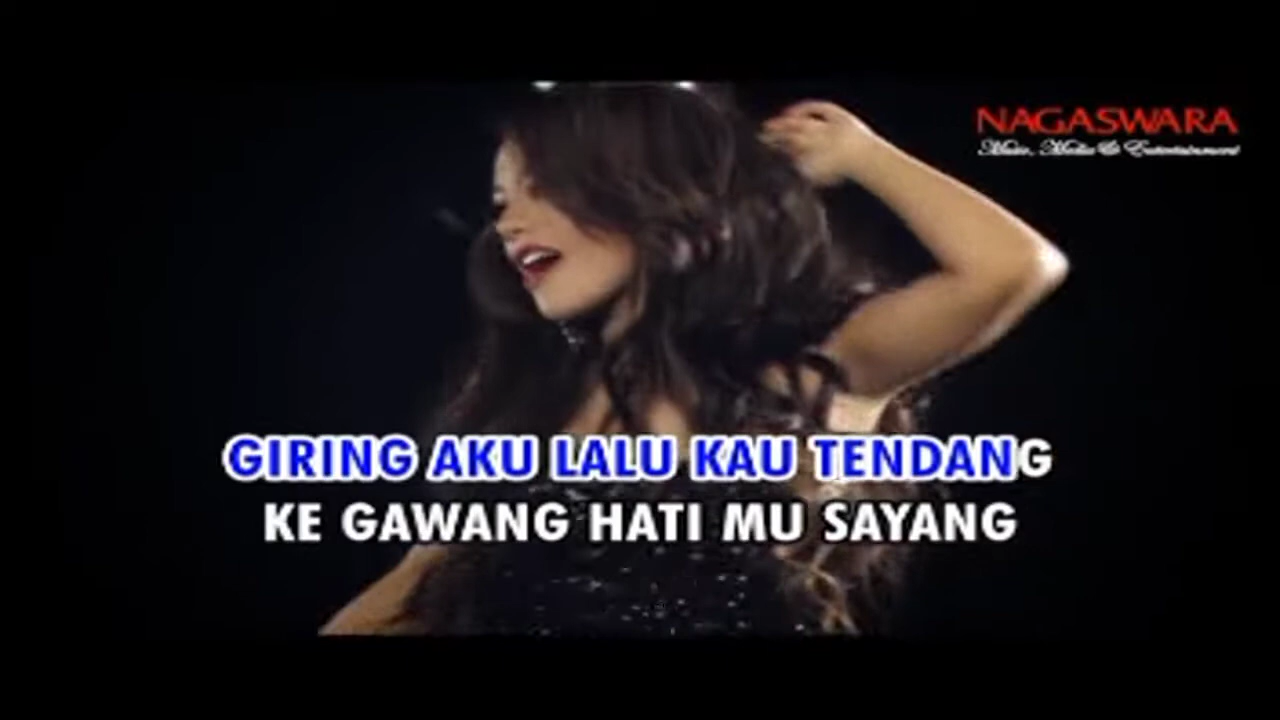 NAGASWARA
Music, Media & Entertainment
GIRING AKU LALU KAU TENDANG
KE GAWANG HATI MU SAYANG